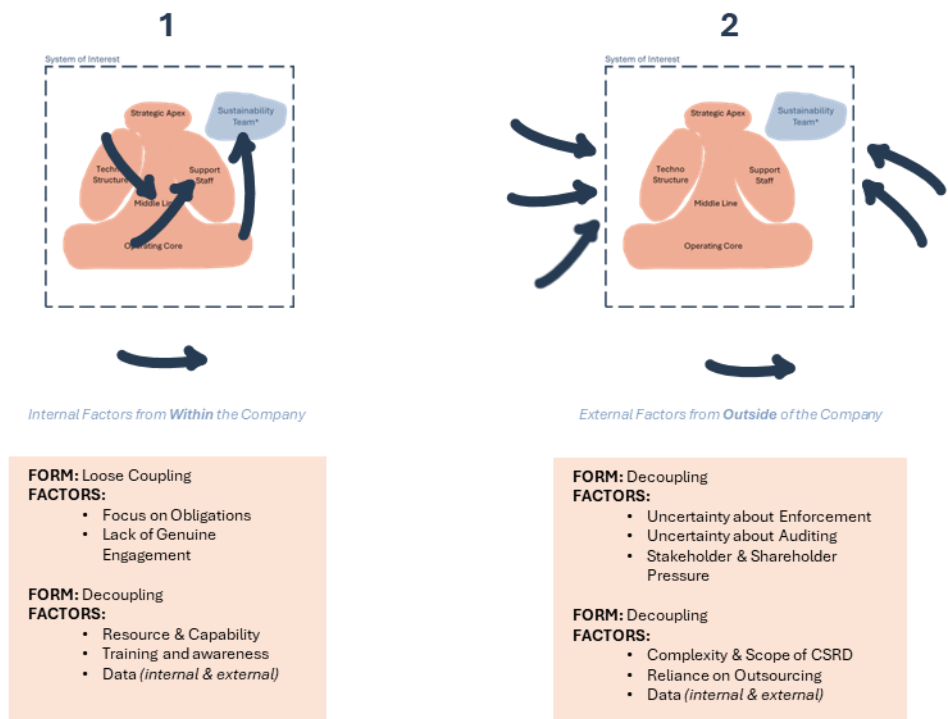 1
System of Interest
Strategic Apex
Sustainability
Team*
Techno
Structure
Support
Staff
Middle Line
Operating Core
Internal Factors from Within the Company
FORM: Loose Coupling
FACTORS:
• Focus on Obligations
• Lack of Genuine
Engagement
FORM: Decoupling
FACTORS:
• Resource & Capability
• Training and awareness
• Data (internal & external)
2
System of Interest
Strategic Apex
Sustainability
Team*
Techno
Structure
Support
Staff
Middle Line
Operating Core
External Factors from Outside of the Company
FORM: Decoupling
FACTORS:
• Uncertainty about Enforcement
• Uncertainty about Auditing
• Stakeholder & Shareholder
Pressure
FORM: Decoupling
FACTORS:
• Complexity & Scope of CSRD
• Reliance on Outsourcing
• Data (internal & external)